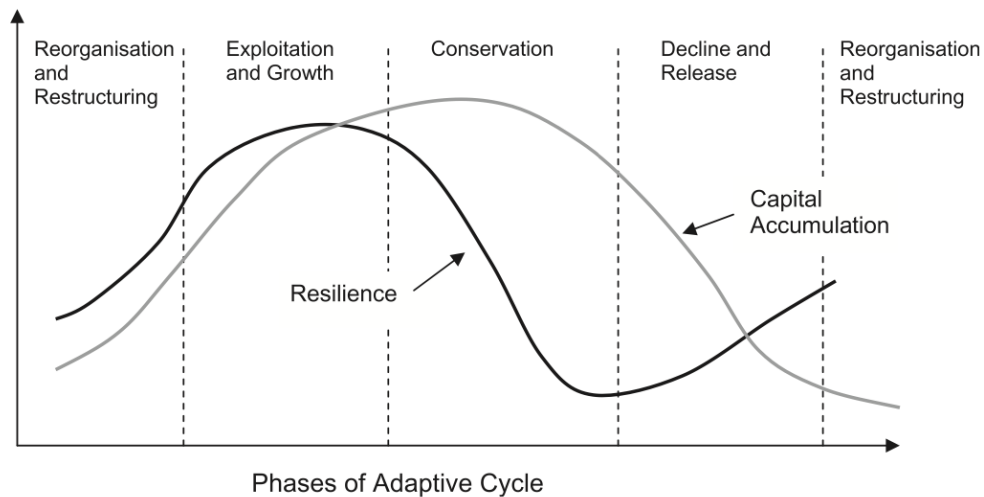 Reorganisation
and
Restructuring
Exploitation
and Growth
Conservation
Decline and
Release
Reorganisation
and
Restructuring
Capital
Accumulation
Resilience
Phases of Adaptive Cycle